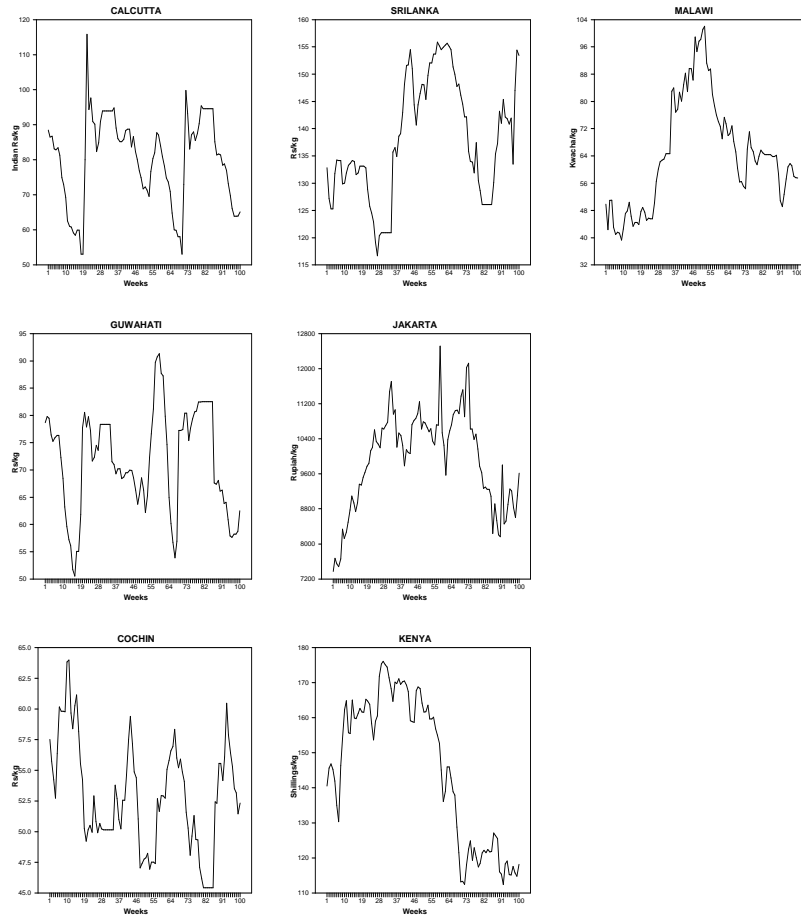 CALCUTTA
Indian Rs/kg
120
110
100
90
80
70
60
50
1 10 19 28 37 46 55 64 73 82 91 100
Weeks
SRILANKA
Rs/kg
160
155
150
145
140
135
130
125
120
115
1 10 19 28 37 46 55 64 73 82 91 100
Weeks
MALAWI
Kwacha/kg
104
96
88
80
72
64
56
48
40
32
1 10 19 28 37 46 55 64 73 82 91 100
Weeks
GUWAHATI
Rs/kg
95
90
85
80
75
70
65
60
55
50
1 10 19 28 37 46 55 64 73 82 91 100
Weeks
JAKARTA
Rupiah/kg
12800
12000
11200
10400
9600
8800
8000
7200
1 10 19 28 37 46 55 64 73 82 91 100
Weeks
COCHIN
Rs/kg
65.0
62.5
60.0
57.5
55.0
52.5
50.0
47.5
45.0
1 10 19 28 37 46 55 64 73 82 91 100
Weeks
KENYA
Shillings/kg
180
170
160
150
140
130
120
110
1 10 19 28 37 46 55 64 73 82 91 100
Weeks